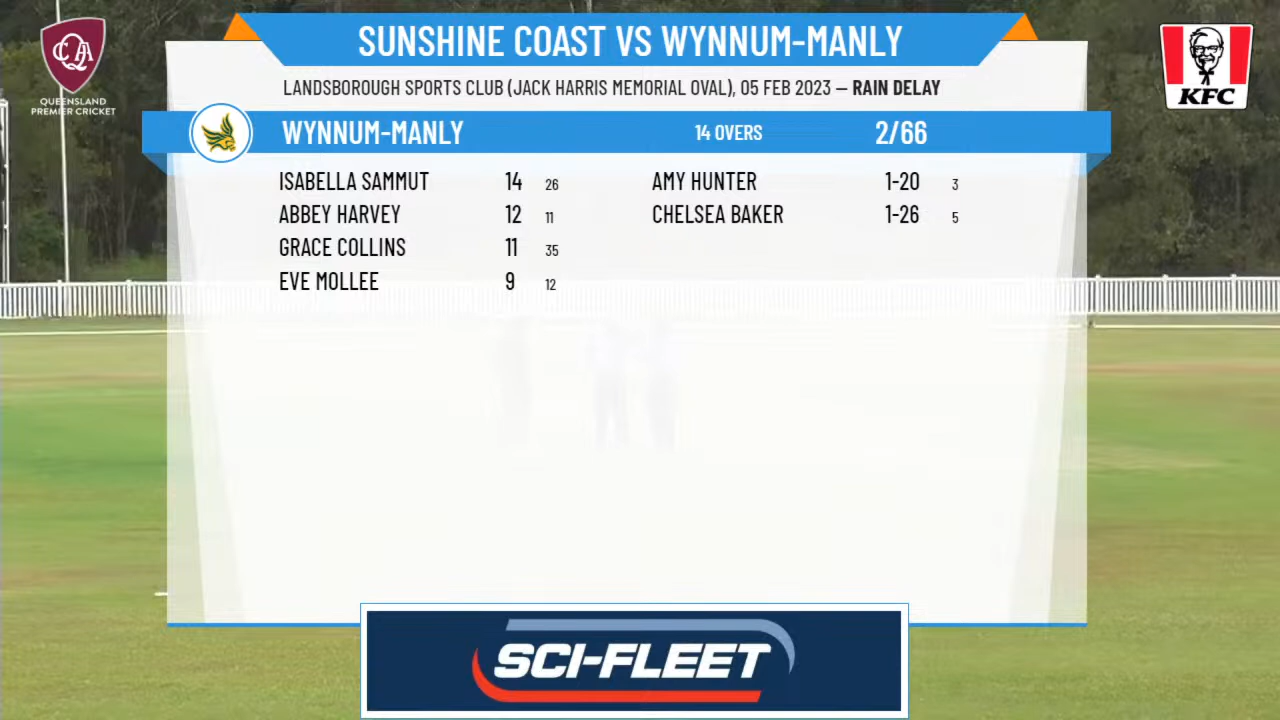 SUNSHINE COAST VS WYNNUM-MANLY
QUEENSLAND
PREMIER CRICKET
KFC
LANDSBOROUGH SPORTS CLUB (JACK HARRIS MEMORIAL OVAL), 05 FEB 2023 – RAIN DELAY
WYNNUM-MANLY 14 OVERS 2/66
ISABELLA SAMMUT 14 26 AMY HUNTER 1-20 3
ABBEY HARVEY 12 11 CHELSEA BAKER 1-26 5
GRACE COLLINS 11 35
EVE MOLLEE 9 12
SCI-FLEET